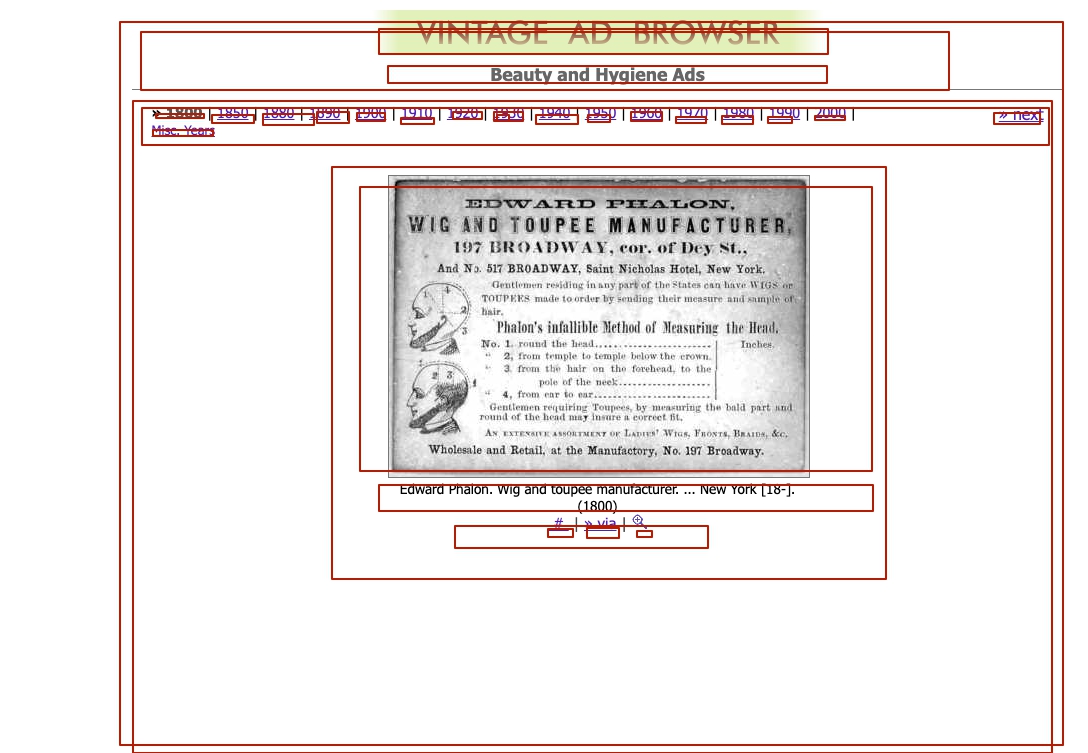 VINTAGE AD BROWSER
Beauty and Hygiene Ads
» 1800 | 1850 | 1880 | 1890 | 1900 | 1910 | 1920 | 1930 | 1940 | 1950 | 1960 | 1970 | 1980 | 1990 | 2000 | » next
Misc. Years
EDWARD PHALON,
WIG AND TOUPEE MANUFACTURER,
197 BROADWAY, cor. of Dey St.,
And No. 517 BROADWAY, Saint Nicholas Hotel, New York.
Gentlemen residing in any part of the States can have WIGS or
TOUPEES made to order by sending their measure and sample of
hair.
Phalon's infallible Method of Measuring the Head.
No. 1. round the head........................ Inches.
" 2, from temple to temple below the crown.
" 3. from the hair on the forehead, to the
pole of the neck...................
" 4, from ear to ear........................
Gentlemen requiring Toupees, by measuring the bald part and
round of the head may insure a correct fit.
AN EXTENSIVE ASSORTMENT OF LADIES' WIGS, FRONTS, BRAIDS, &c.
Wholesale and Retail, at the Manufactory, No. 197 Broadway.
1 4
2
3
1
2 3
4
Edward Phalon. Wig and toupee manufacturer. ... New York [18-].
(1800)
# | » via |